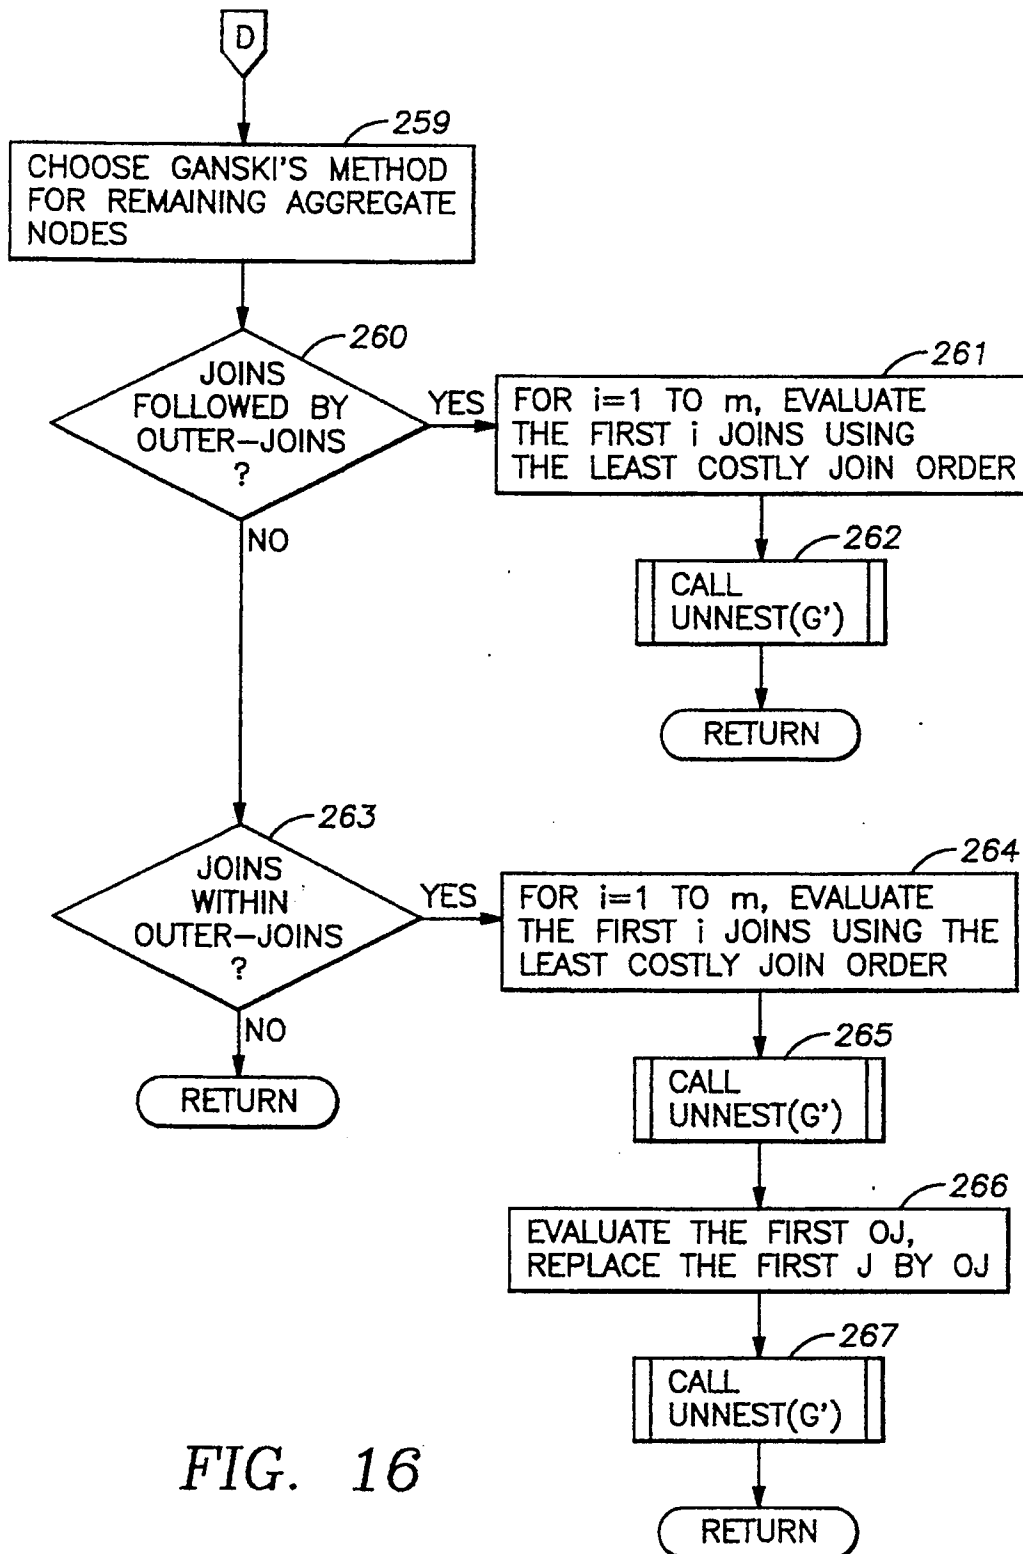 D
259
CHOOSE GANSKI'S METHOD
FOR REMAINING AGGREGATE
NODES
260
JOINS
FOLLOWED BY
OUTER-JOINS
?
YES
NO
261
FOR i=1 TO m, EVALUATE
THE FIRST i JOINS USING
THE LEAST COSTLY JOIN ORDER
262
CALL
UNNEST(G')
RETURN
263
JOINS
WITHIN
OUTER-JOINS
?
YES
NO
RETURN
264
FOR i=1 TO m, EVALUATE
THE FIRST i JOINS USING THE
LEAST COSTLY JOIN ORDER
265
CALL
UNNEST(G')
266
EVALUATE THE FIRST OJ,
REPLACE THE FIRST J BY OJ
267
CALL
UNNEST(G')
RETURN
FIG. 16